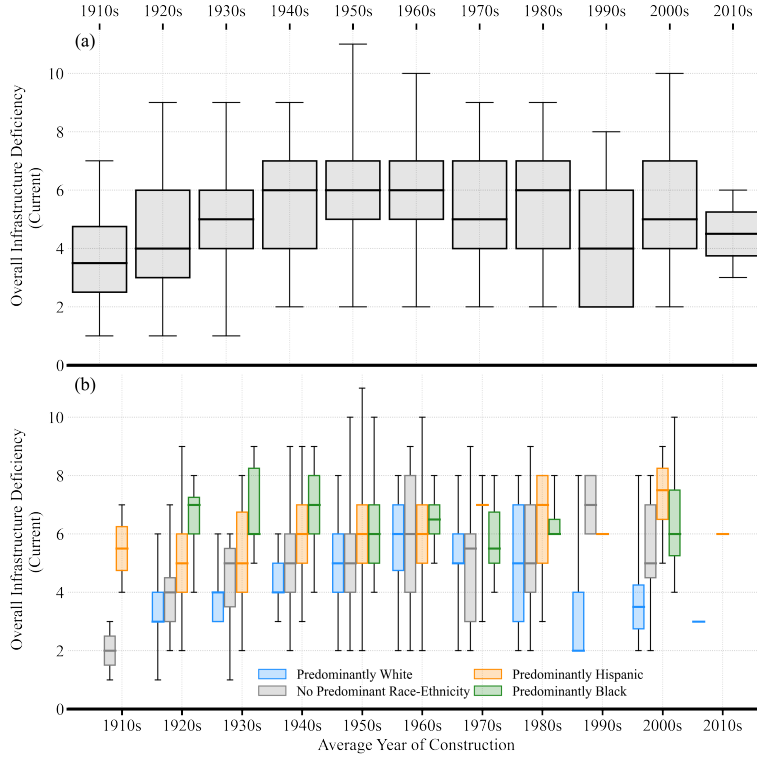 1910s 1920s 1930s 1940s 1950s 1960s 1970s 1980s 1990s 2000s 2010s
(a)
Overall Infrastructure Deficiency
(Current)
10
8
6
4
2
0
(b)
Overall Infrastructure Deficiency
(Current)
10
8
6
4
2
0
Predominantly White
No Predominant Race-Ethnicity
Predominantly Hispanic
Predominantly Black
1910s 1920s 1930s 1940s 1950s 1960s 1970s 1980s 1990s 2000s 2010s
Average Year of Construction